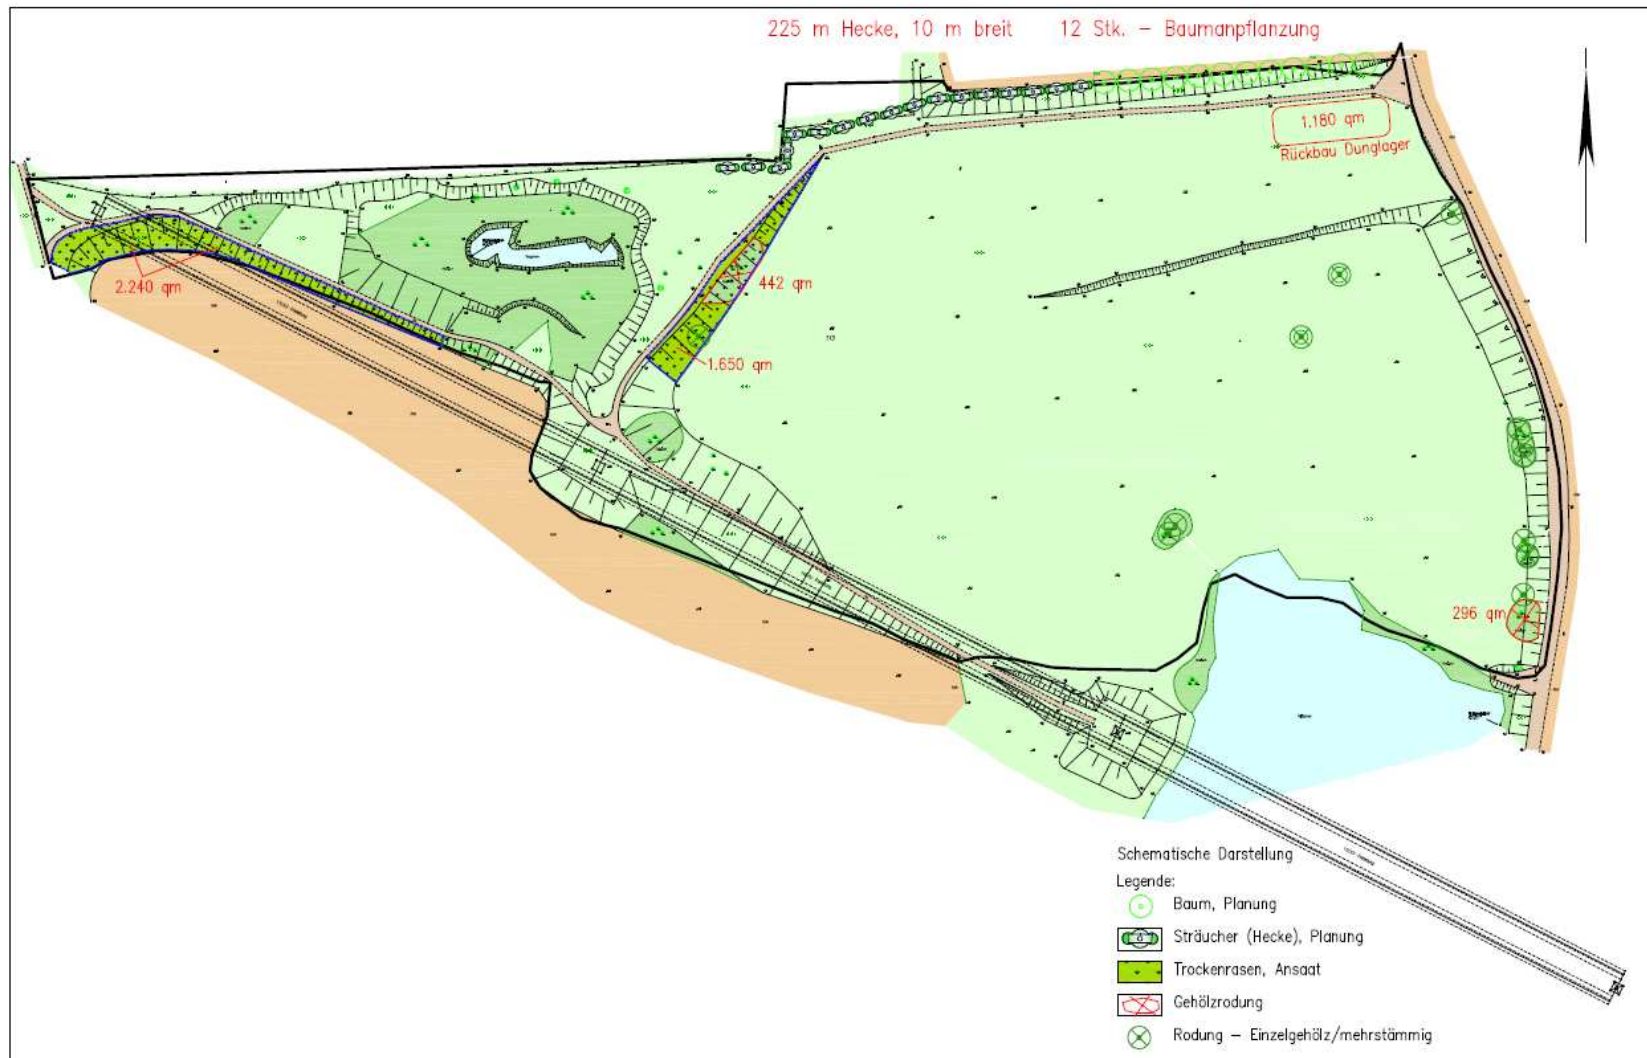 225 m Hecke, 10 m breit 12 Stk. – Baumanpflanzung
1.180 qm
Rückbau Dunglager
2.240 qm
442 qm
1.650 qm
296 qm
Schematische Darstellung
Legende:
Baum, Planung
Sträucher (Hecke), Planung
Trockenrasen, Ansaat
Gehölzrodung
Rodung – Einzelgehölz/mehrstämmig